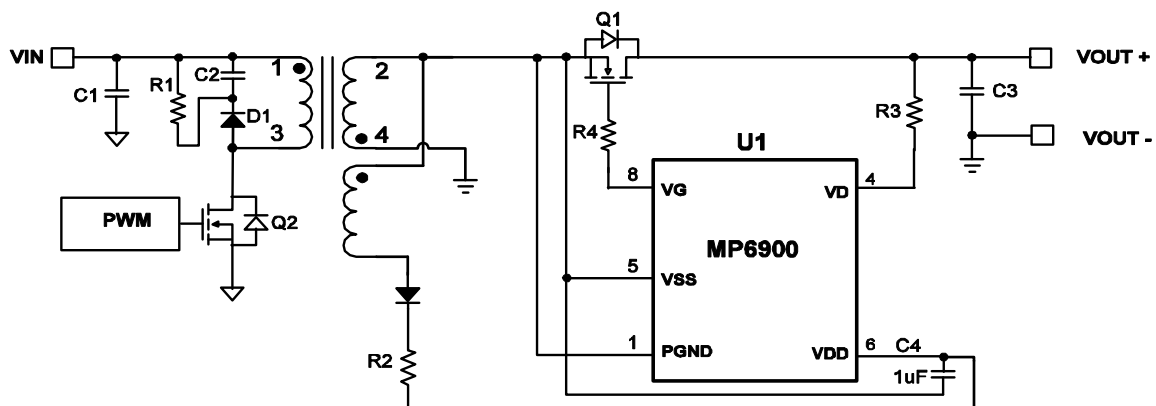 Q1
VIN
VOUT +
C1
R1
C2
D1
1
3
2
4
C3
R3
VOUT -
R4
U1
8
VG
VD
4
PWM
Q2
MP6900
5
VSS
1
PGND
VDD
6
C4
1uF
R2